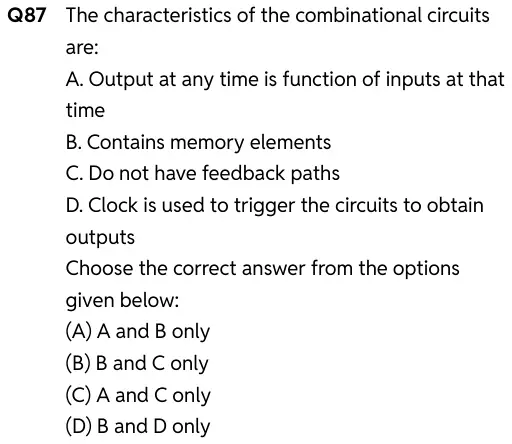 Q87 The characteristics of the combinational circuits
are:
A. Output at any time is function of inputs at that
time
B. Contains memory elements
C. Do not have feedback paths
D. Clock is used to trigger the circuits to obtain
outputs
Choose the correct answer from the options
given below:
(A) A and B only
(B) B and C only
(C) A and C only
(D) B and D only